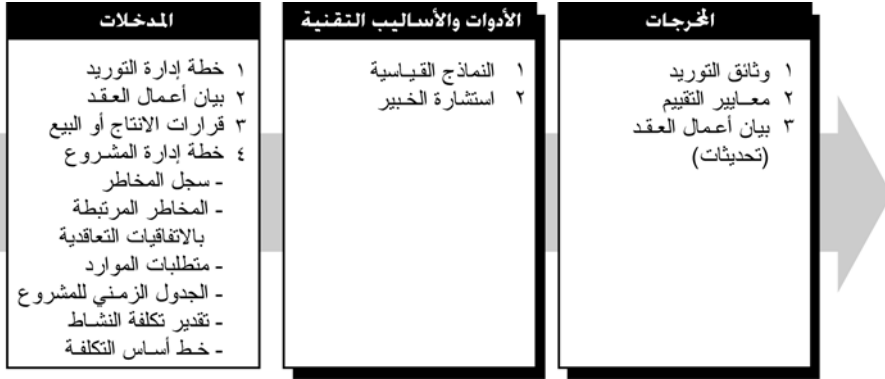 المدخلات
١ خطة إدارة التوريد
٢ بيان أعمال العقد
٣ قرارات الانتاج أو البيع
٤ خطة إدارة المشروع
- سجل المخاطر
- المخاطر المرتبطة
بالاتفاقيات التعاقدية
- متطلبات الموارد
- الجدول الزمني للمشروع
- تقدير تكلفة النشاط
- خط أساس التكلفة
الأدوات والأساليب التقنية
١ النماذج القياسية
٢ استشارة الخبير
المخرجات
١ وثائق التوريد
٢ معايير التقييم
٣ بيان أعمال العقد
(تحديثات)